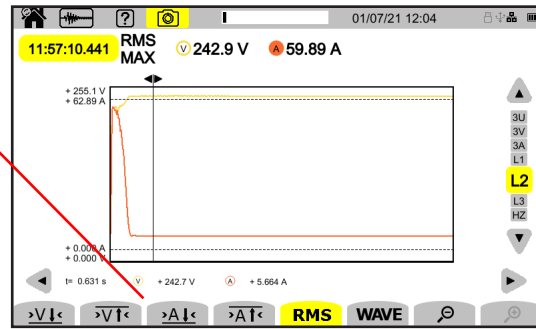 ? 01/07/21 12:04
11:57:10.441 RMS MAX V 242.9 V A 59.89 A
+ 255.1 V
+ 62.89 A
3U
3V
3A
L1
L2
L3
HZ
+ 0.000 A
+ 0.000 V
t= 0.631 s V + 242.7 V A + 5.664 A
>V↓< >V↑< >A↓< >A↑< RMS WAVE